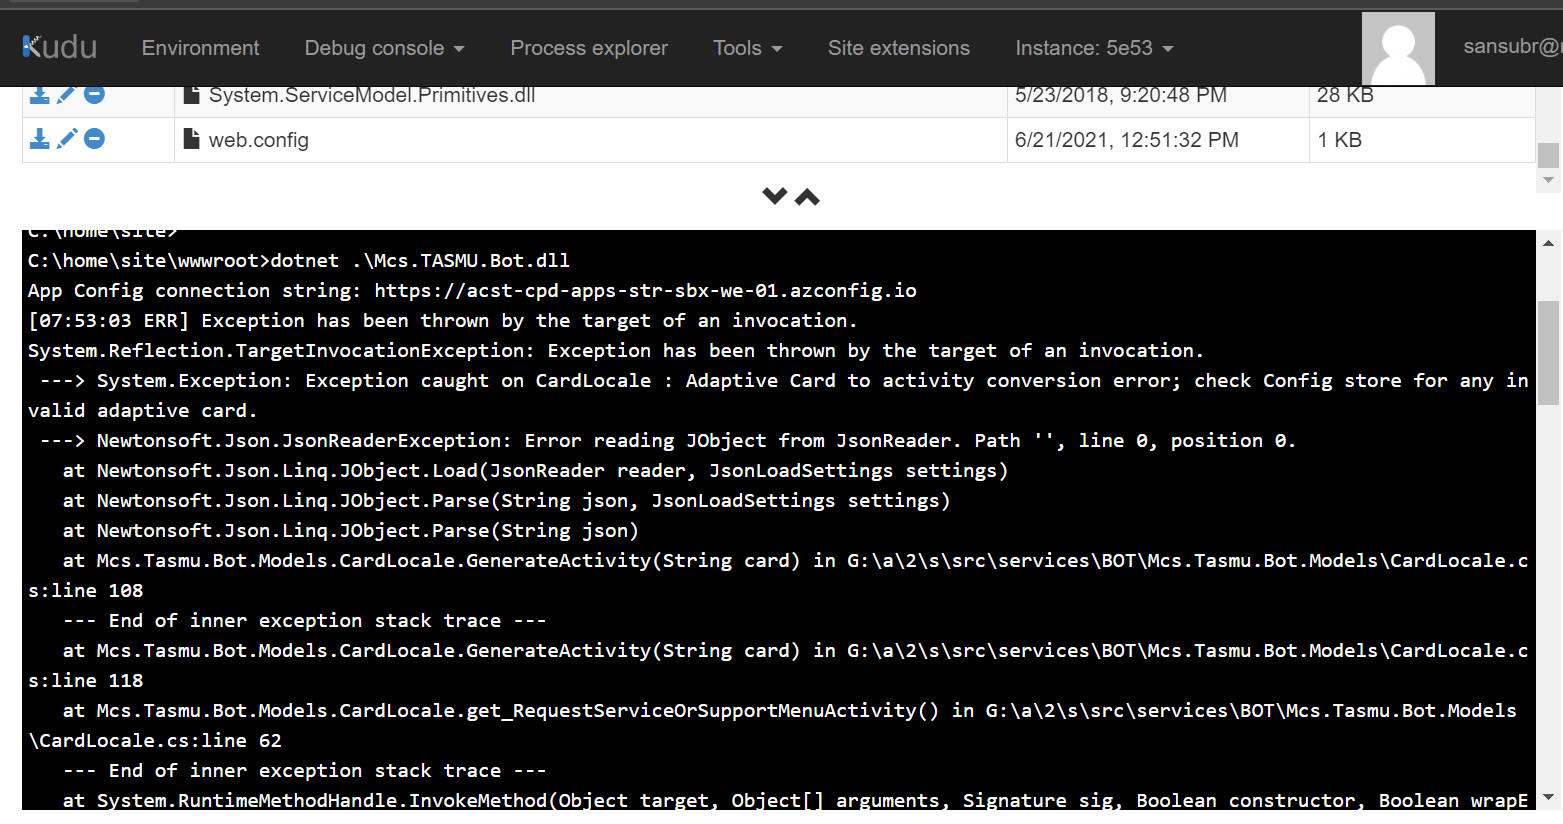 Kudu Environment Debug console Process explorer Tools Site extensions Instance: 5e53 sansubr@
System.ServiceModel.Primitives.dll 5/23/2018, 9:20:48 PM 28 KB
web.config 6/21/2021, 12:51:32 PM 1 KB
C:\home\site>
C:\home\site\wwwroot>dotnet .\Mcs.TASMU.Bot.dll
App Config connection string: https://acst-cpd-apps-str-sbx-we-01.azconfig.io
[07:53:03 ERR] Exception has been thrown by the target of an invocation.
System.Reflection.TargetInvocationException: Exception has been thrown by the target of an invocation.
 ---> System.Exception: Exception caught on CardLocale : Adaptive Card to activity conversion error; check Config store for any in
valid adaptive card.
 ---> Newtonsoft.Json.JsonReaderException: Error reading JObject from JsonReader. Path '', line 0, position 0.
   at Newtonsoft.Json.Linq.JObject.Load(JsonReader reader, JsonLoadSettings settings)
   at Newtonsoft.Json.Linq.JObject.Parse(String json, JsonLoadSettings settings)
   at Newtonsoft.Json.Linq.JObject.Parse(String json)
   at Mcs.Tasmu.Bot.Models.CardLocale.GenerateActivity(String card) in G:\a\2\s\src\services\BOT\Mcs.Tasmu.Bot.Models\CardLocale.c
s:line 108
   --- End of inner exception stack trace ---
   at Mcs.Tasmu.Bot.Models.CardLocale.GenerateActivity(String card) in G:\a\2\s\src\services\BOT\Mcs.Tasmu.Bot.Models\CardLocale.c
s:line 118
   at Mcs.Tasmu.Bot.Models.CardLocale.get_RequestServiceOrSupportMenuActivity() in G:\a\2\s\src\services\BOT\Mcs.Tasmu.Bot.Models
\CardLocale.cs:line 62
   --- End of inner exception stack trace ---
   at System.RuntimeMethodHandle.InvokeMethod(Object target, Object[] arguments, Signature sig, Boolean constructor, Boolean wrapE